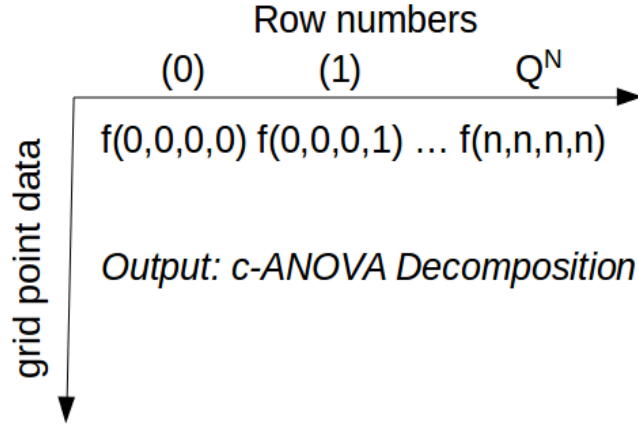 Row numbers
(0) (1) Q^N
f(0,0,0,0) f(0,0,0,1) ... f(n,n,n,n)
grid point data
Output: c-ANOVA Decomposition